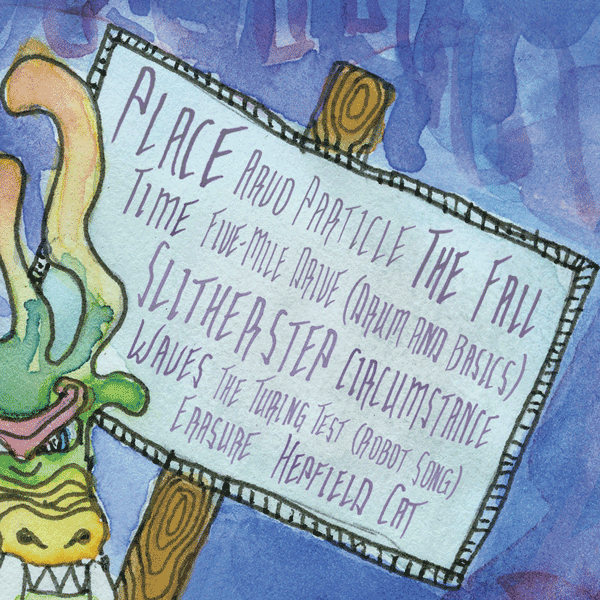 PLACE ARVO PARTICLE THE FALL
TIME FIVE-MILE DRIVE (DRUM AND BASICS)
SLITHERSTEP CIRCUMSTANCE
WAVES THE TURING TEST (ROBOT SONG)
ERASURE HEPFIELD CAT